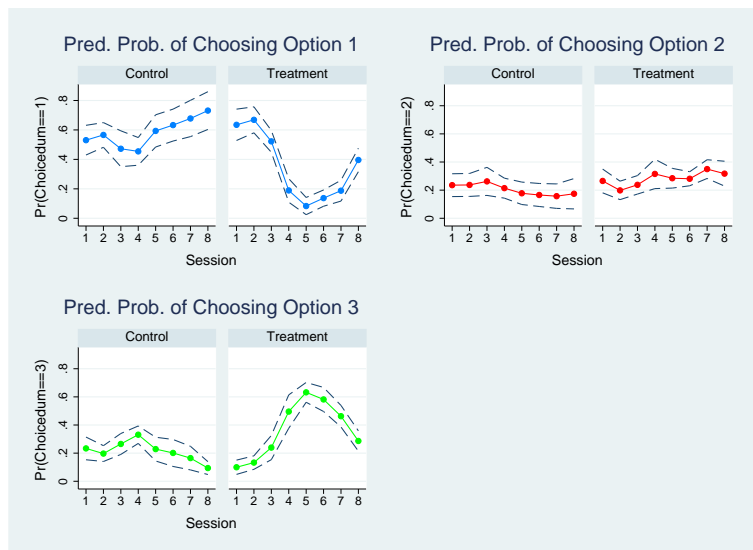 Pred. Prob. of Choosing Option 1
Control Treatment
Pr(Choicedum==1)
.8
.6
.4
.2
0
1 2 3 4 5 6 7 8 1 2 3 4 5 6 7 8
Session
Pred. Prob. of Choosing Option 2
Control Treatment
Pr(Choicedum==2)
.8
.6
.4
.2
0
1 2 3 4 5 6 7 8 1 2 3 4 5 6 7 8
Session
Pred. Prob. of Choosing Option 3
Control Treatment
Pr(Choicedum==3)
.8
.6
.4
.2
0
1 2 3 4 5 6 7 8 1 2 3 4 5 6 7 8
Session